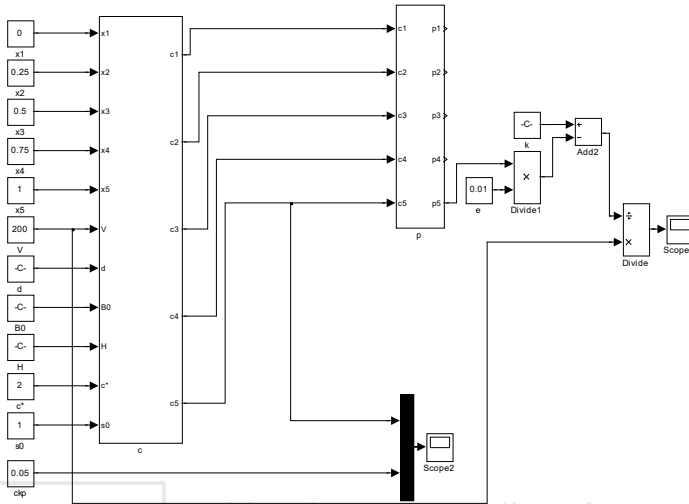 0
x1
0.25
x2
0.5
x3
0.75
x4
1
x5
200
V
-C-
d
-C-
B0
-C-
H
2
c*
1
s0
0.05
ckp
x1
x2
x3
x4
x5
V
d
B0
H
c*
s0
c1
c2
c3
c4
c5
c
c1
c2
c3
c4
c5
p1
p2
p3
p4
p5
p
-C-
k
0.01
e
×
Divide1
+
−
Add2
÷
×
Divide
Scope
Scope2